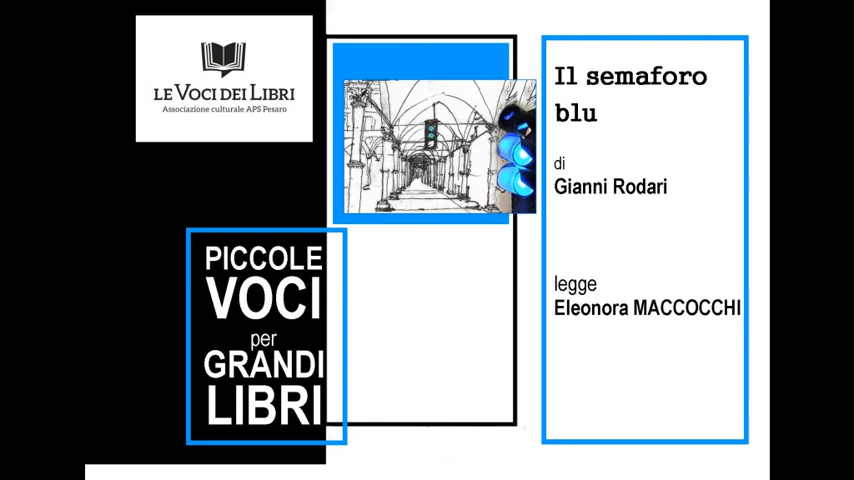 LE VOCI DEI LIBRI
Associazione culturale APS Pesaro
PICCOLE
VOCI
per
GRANDI
LIBRI
Il semaforo
blu
di
Gianni Rodari
legge
Eleonora MACCOCCHI